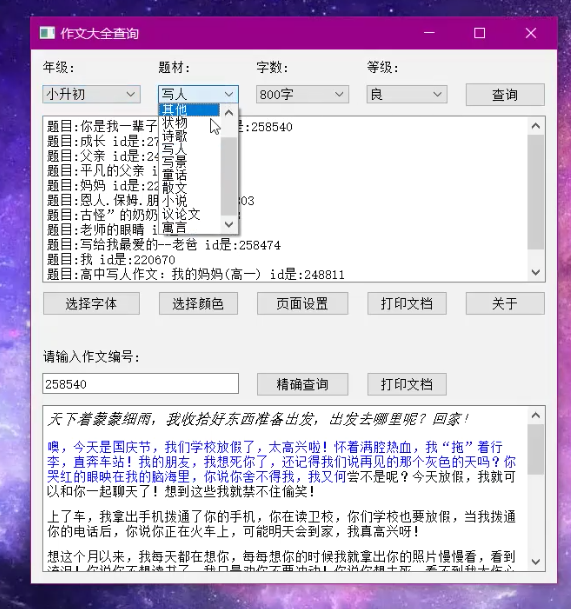 作文大全查询
年级： 题材： 字数： 等级：
小升初 写人 800字 良 查询
其他
状物
诗歌
写人
写景
童话
散文
小说
议论文
寓言
题目:你是我一辈子 :258540
题目:成长 id是:27
题目:父亲 id是:24
题目:平凡的父亲 i
题目:妈妈 id是:22
题目:恩人.保姆.朋 03
题目:古怪”的奶奶
题目:老师的眼睛 i
题目:写给我最爱的--老爸 id是:258474
题目:我 id是:220670
题目:高中写人作文：我的妈妈(高一) id是:248811
选择字体 选择颜色 页面设置 打印文档 关于
请输入作文编号:
258540 精确查询 打印文档
天下着蒙蒙细雨，我收拾好东西准备出发，出发去哪里呢？回家！
噢，今天是国庆节，我们学校放假了，太高兴啦！怀着满腔热血，我“拖”着行
李，直奔车站！我的朋友，我想死你了，还记得我们说再见的那个灰色的天吗？你
哭红的眼映在我的脑海里，你说你舍不得我，我又何尝不是呢？今天放假，我就可
以和你一起聊天了！想到这些我就禁不住偷笑！
上了车，我拿出手机拨通了你的手机，你在读卫校，你们学校也要放假，当我拨通
你的电话后，你说你正在火车上，可能明天会到家，我真高兴呀！
想这个月以来，我每天都在想你，每每想你的时候我就拿出你的照片慢慢看，看到